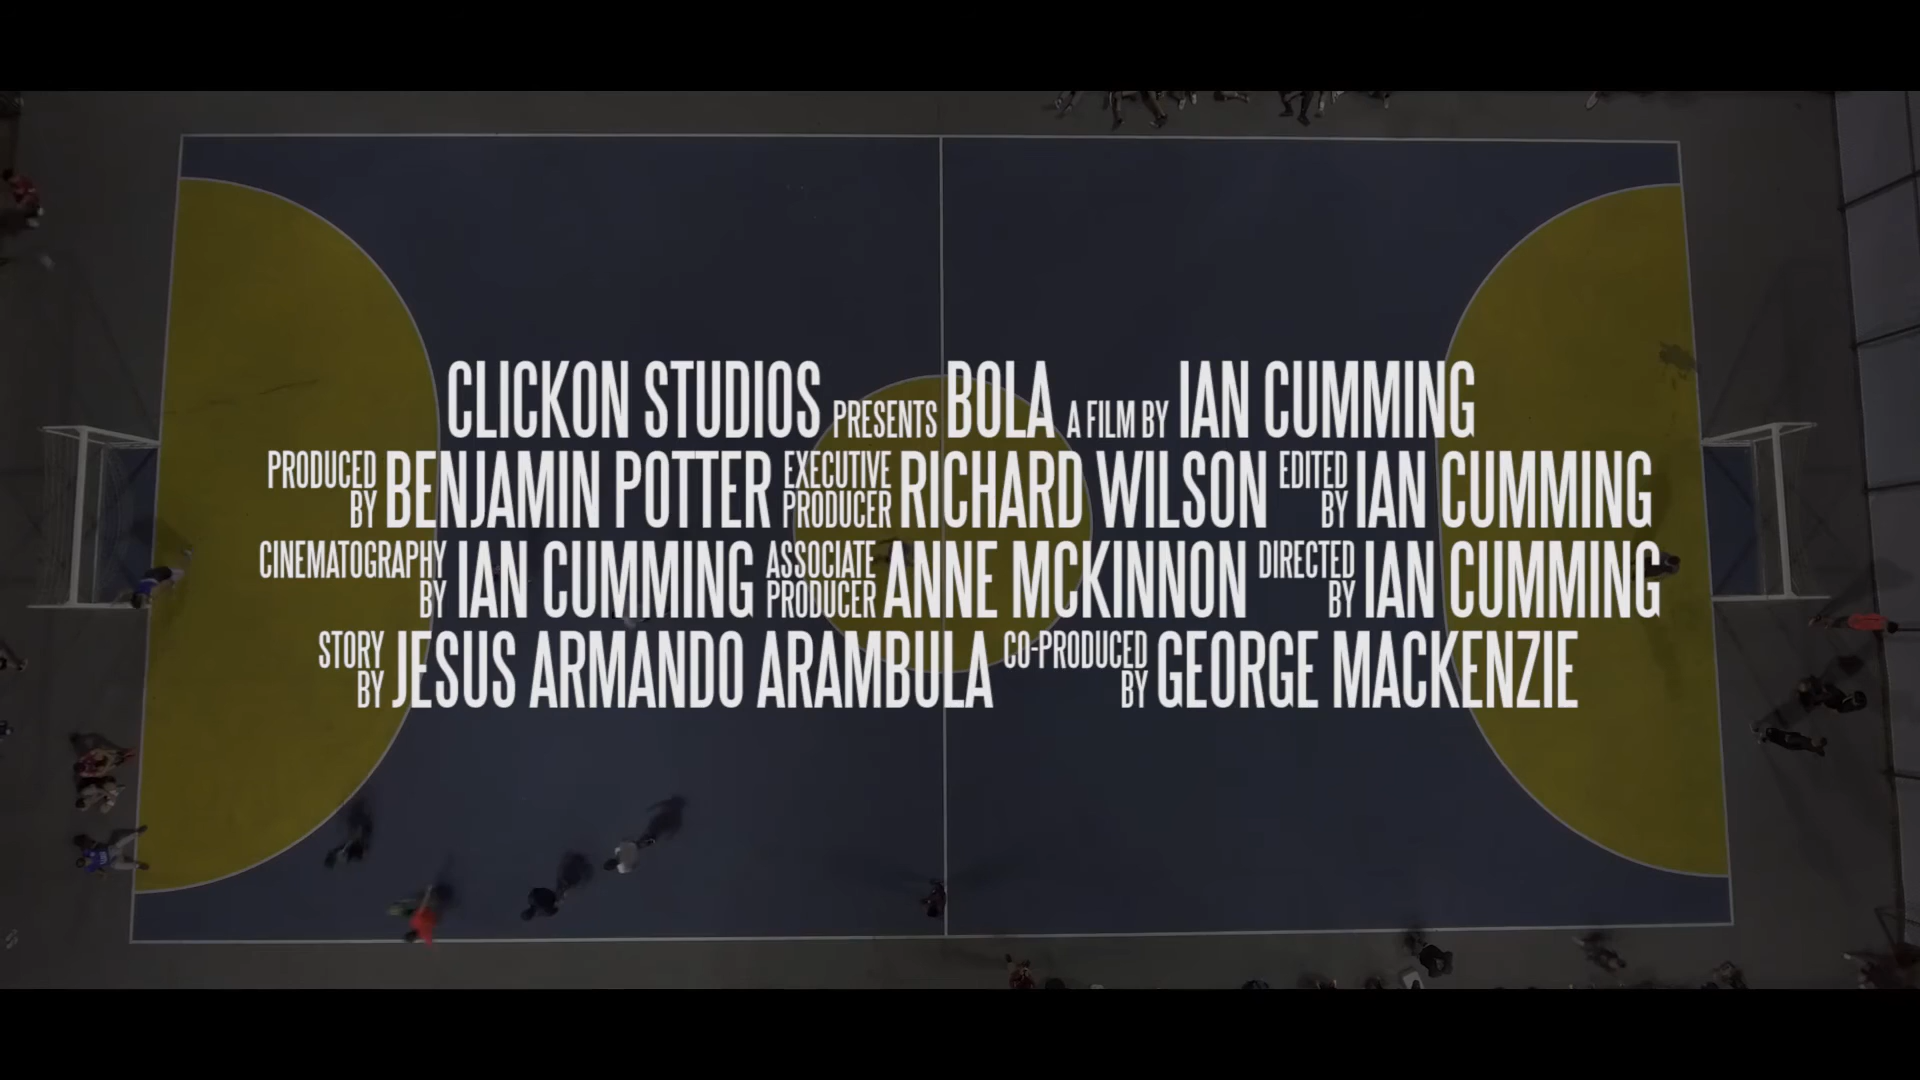 CLICKON STUDIOS PRESENTS BOLA A FILM BY IAN CUMMING
PRODUCED BY BENJAMIN POTTER EXECUTIVE PRODUCER RICHARD WILSON EDITED BY IAN CUMMING
CINEMATOGRAPHY BY IAN CUMMING ASSOCIATE PRODUCER ANNE MCKINNON DIRECTED BY IAN CUMMING
STORY BY JESUS ARMANDO ARAMBULA CO-PRODUCED BY GEORGE MACKENZIE